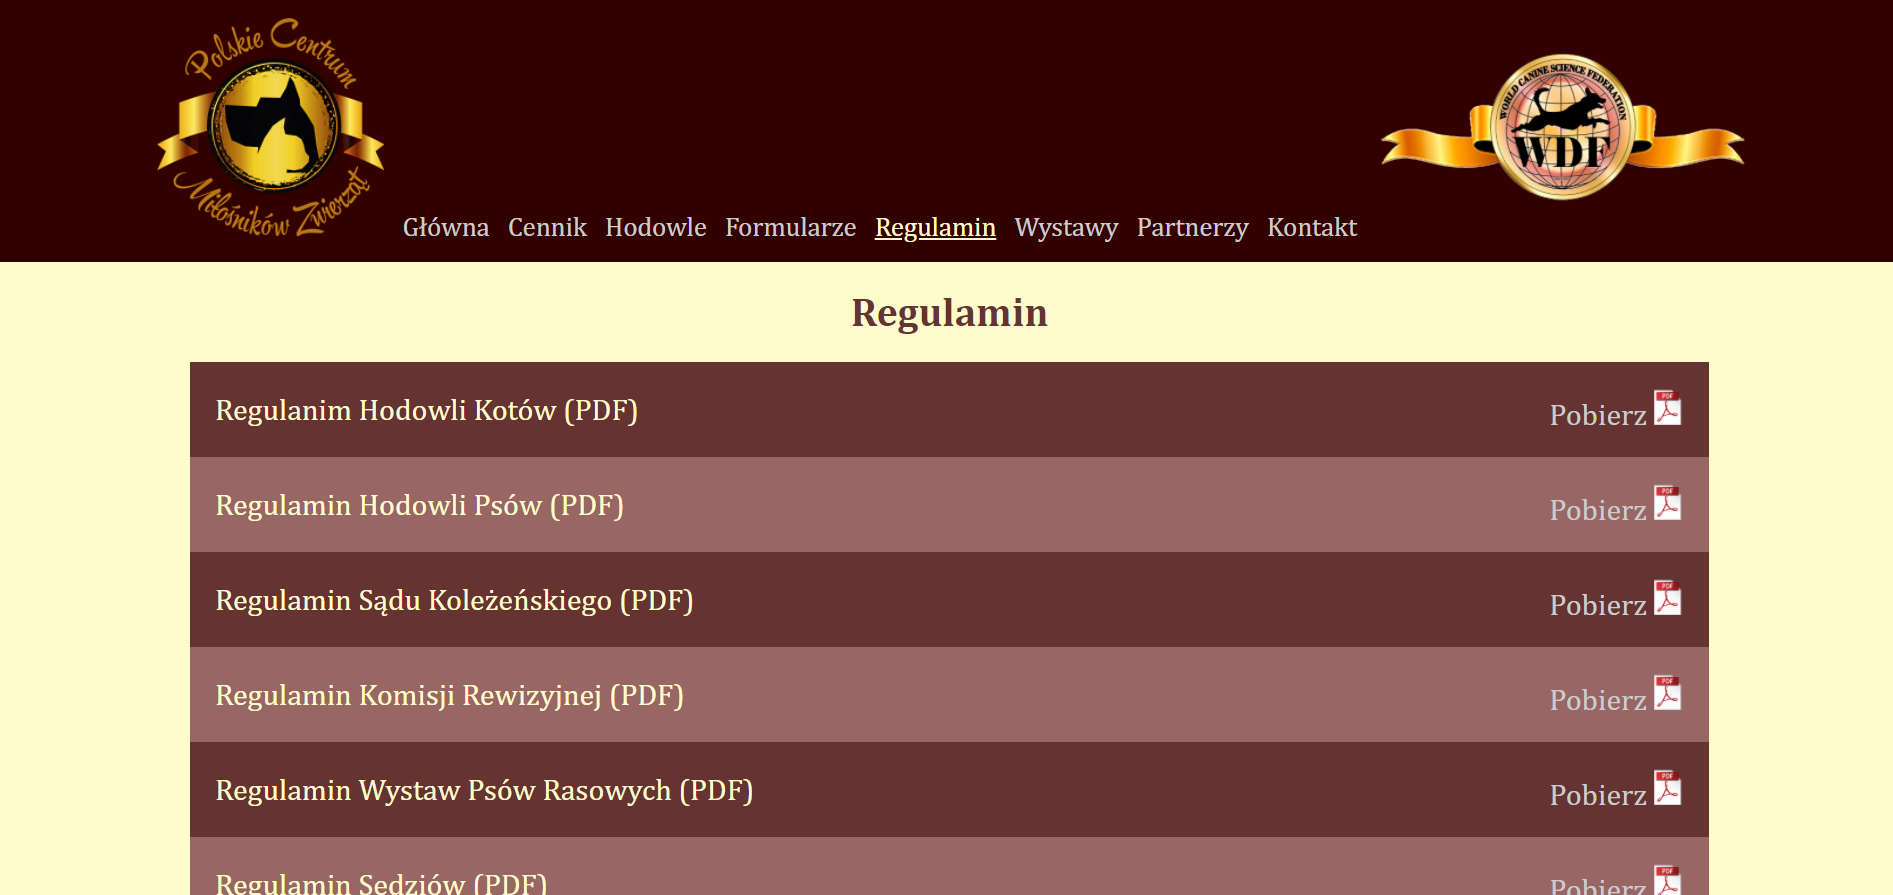 Polskie Centrum
Miłośników Zwierząt
WORLD CANINE SCIENCE FEDERATION
WDF
Główna Cennik Hodowle Formularze Regulamin Wystawy Partnerzy Kontakt
Regulamin
Regulanim Hodowli Kotów (PDF) Pobierz PDF
Regulamin Hodowli Psów (PDF) Pobierz PDF
Regulamin Sądu Koleżeńskiego (PDF) Pobierz PDF
Regulamin Komisji Rewizyjnej (PDF) Pobierz PDF
Regulamin Wystaw Psów Rasowych (PDF) Pobierz PDF
Regulamin Sędziów (PDF) Pobierz PDF